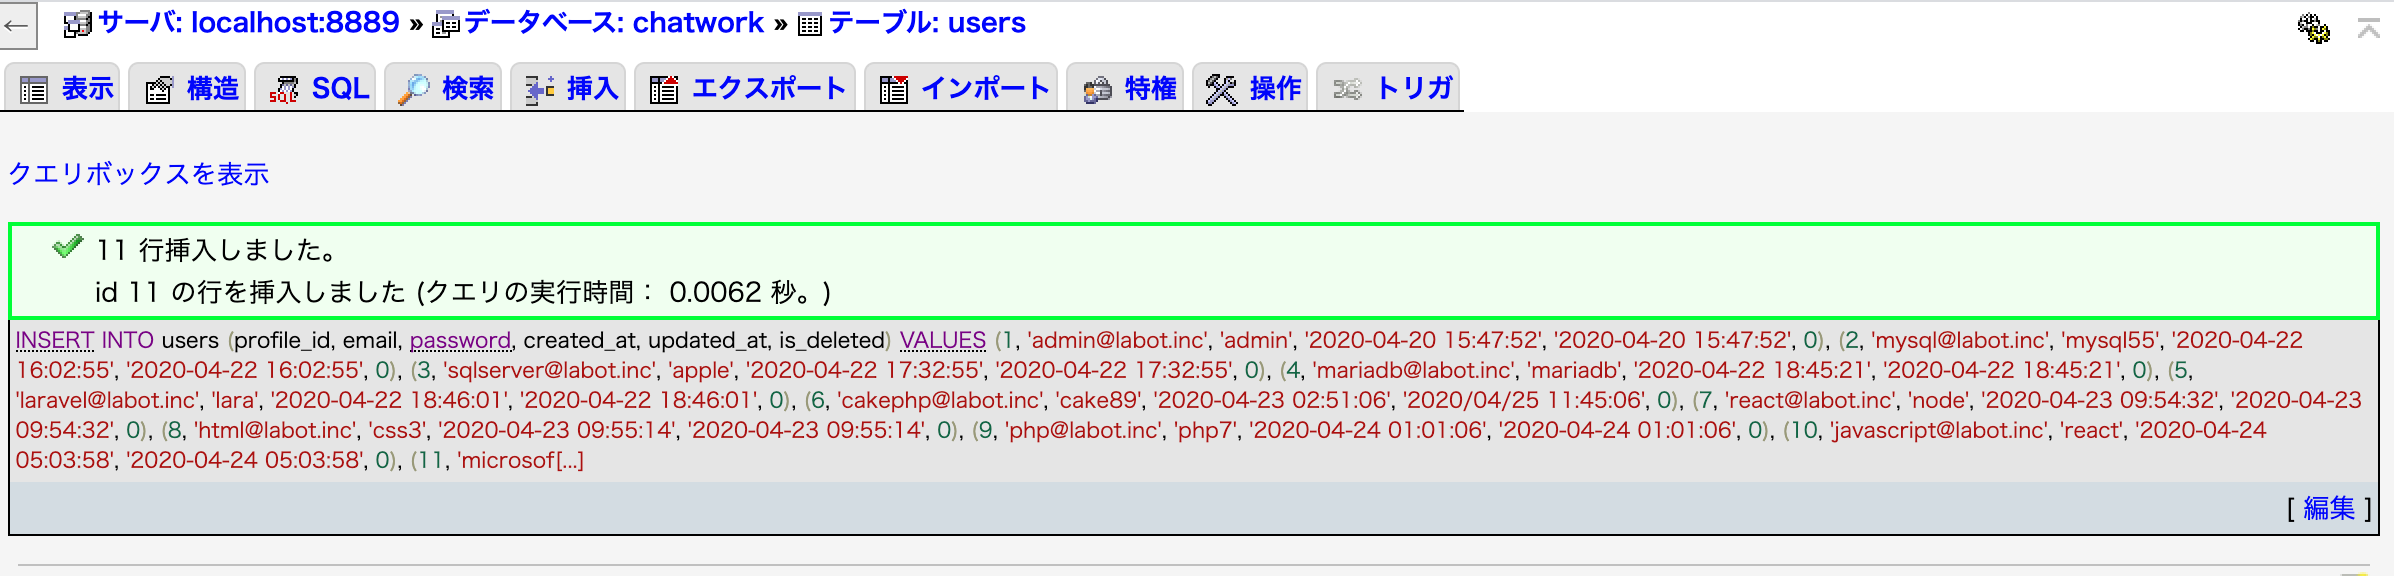 サーバ: localhost:8889 » データベース: chatwork » テーブル: users
表示 構造 SQL 検索 挿入 エクスポート インポート 特権 操作 トリガ
クエリボックスを表示
11 行挿入しました。
id 11 の行を挿入しました (クエリの実行時間： 0.0062 秒。)
INSERT INTO users (profile_id, email, password, created_at, updated_at, is_deleted) VALUES (1, 'admin@labot.inc', 'admin', '2020-04-20 15:47:52', '2020-04-20 15:47:52', 0), (2, 'mysql@labot.inc', 'mysql55', '2020-04-22
16:02:55', '2020-04-22 16:02:55', 0), (3, 'sqlserver@labot.inc', 'apple', '2020-04-22 17:32:55', '2020-04-22 17:32:55', 0), (4, 'mariadb@labot.inc', 'mariadb', '2020-04-22 18:45:21', '2020-04-22 18:45:21', 0), (5,
'laravel@labot.inc', 'lara', '2020-04-22 18:46:01', '2020-04-22 18:46:01', 0), (6, 'cakephp@labot.inc', 'cake89', '2020-04-23 02:51:06', '2020/04/25 11:45:06', 0), (7, 'react@labot.inc', 'node', '2020-04-23 09:54:32', '2020-04-23
09:54:32', 0), (8, 'html@labot.inc', 'css3', '2020-04-23 09:55:14', '2020-04-23 09:55:14', 0), (9, 'php@labot.inc', 'php7', '2020-04-24 01:01:06', '2020-04-24 01:01:06', 0), (10, 'javascript@labot.inc', 'react', '2020-04-24
05:03:58', '2020-04-24 05:03:58', 0), (11, 'microsof[...]
[ 編集 ]